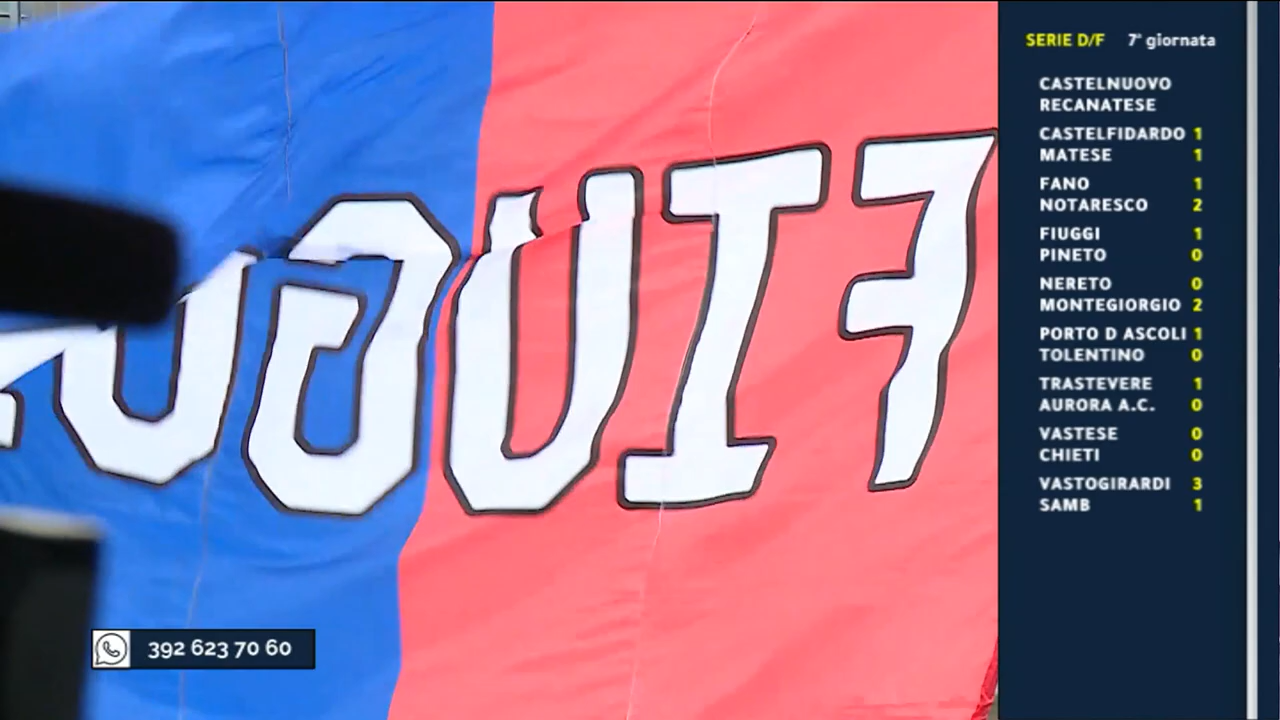 SERIE D/F 7ª giornata
CASTELNUOVO
RECANATESE
CASTELFIDARDO 1
MATESE 1
FANO 1
NOTARESCO 2
FIUGGI 1
PINETO 0
NERETO 0
MONTEGIORGIO 2
PORTO D ASCOLI 1
TOLENTINO 0
TRASTEVERE 1
AURORA A.C. 0
VASTESE 0
CHIETI 0
VASTOGIRARDI 3
SAMB 1
392 623 70 60